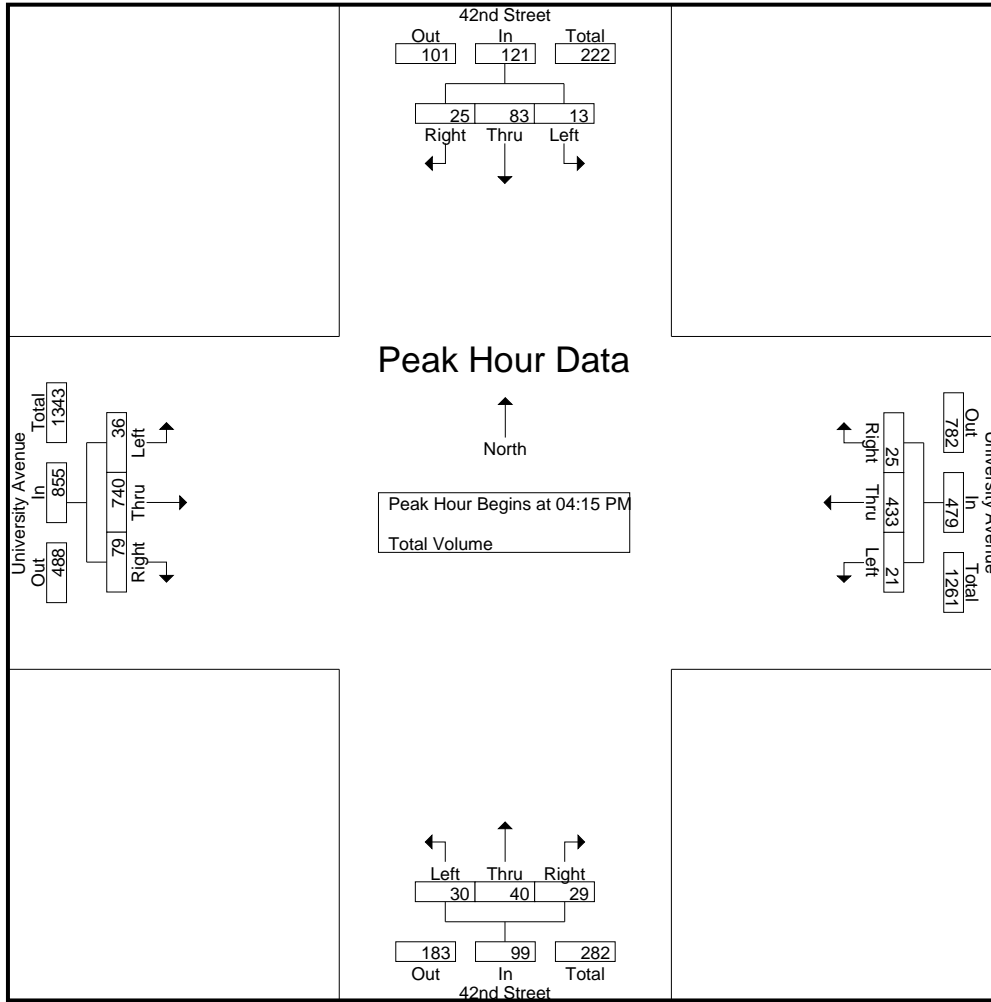 42nd Street
Out In Total
101 121 222
25 83 13
Right Thru Left
Peak Hour Data
North
Peak Hour Begins at 04:15 PM
Total Volume
University Avenue
Out In Total
488 855 1343
36 740 79
Left Thru Right
University Avenue
Out In Total
782 479 1261
25 433 21
Right Thru Left
Left Thru Right
30 40 29
183 99 282
Out In Total
42nd Street